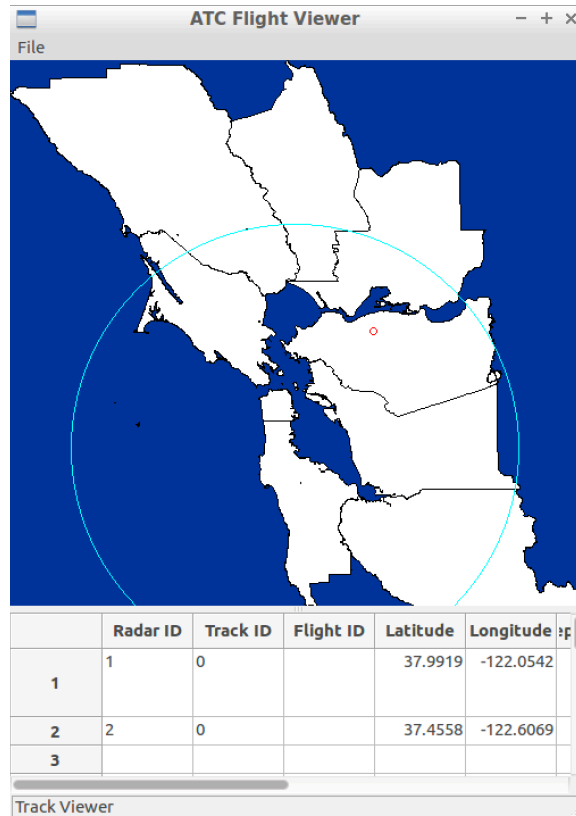 ATC Flight Viewer
File
Radar ID Track ID Flight ID Latitude Longitude
1 1 0 37.9919 -122.0542
2 2 0 37.4558 -122.6069
3
Track Viewer